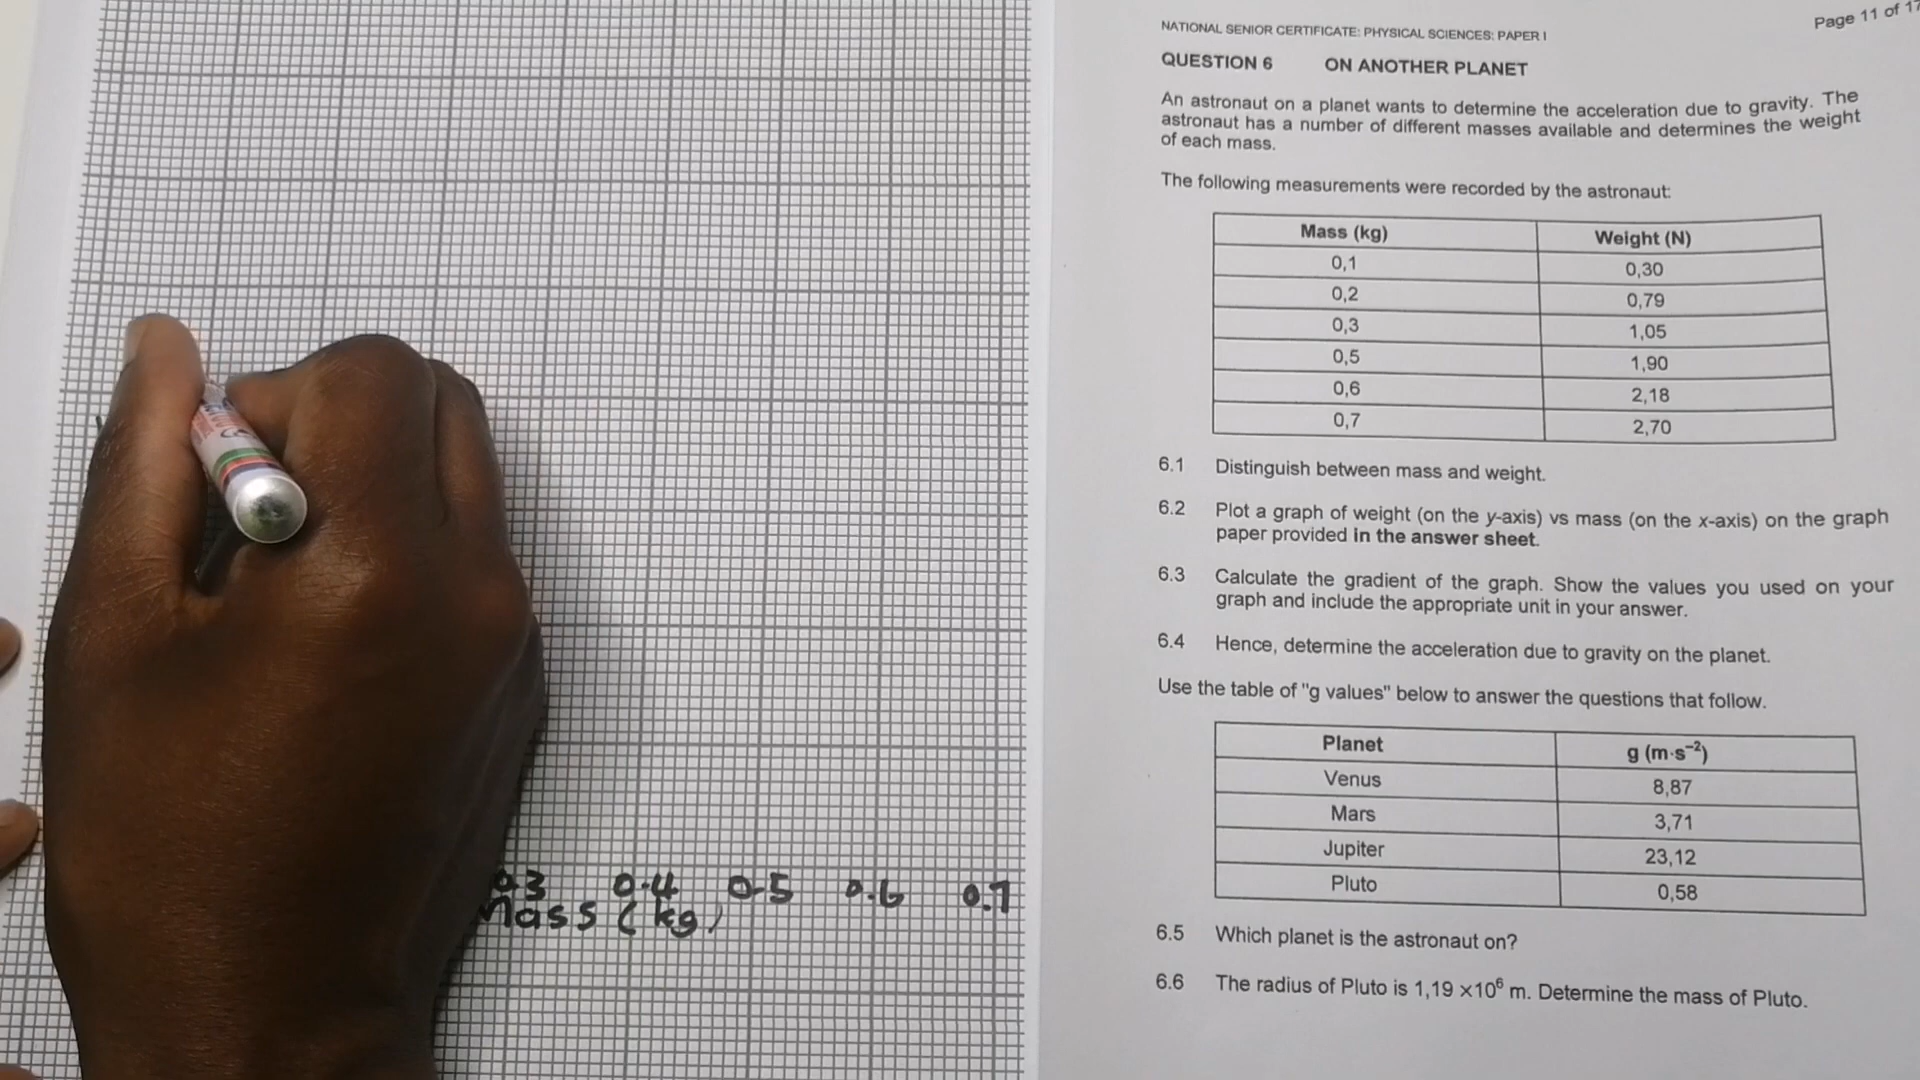 0.3 0.4 0.5 0.6 0.7
Mass (kg)
Page 11 of 17
NATIONAL SENIOR CERTIFICATE: PHYSICAL SCIENCES: PAPER I
QUESTION 6 ON ANOTHER PLANET
An astronaut on a planet wants to determine the acceleration due to gravity. The
astronaut has a number of different masses available and determines the weight
of each mass.
The following measurements were recorded by the astronaut:
Mass (kg) Weight (N)
0,1 0,30
0,2 0,79
0,3 1,05
0,5 1,90
0,6 2,18
0,7 2,70
6.1 Distinguish between mass and weight.
6.2 Plot a graph of weight (on the y-axis) vs mass (on the x-axis) on the graph
paper provided in the answer sheet.
6.3 Calculate the gradient of the graph. Show the values you used on your
graph and include the appropriate unit in your answer.
6.4 Hence, determine the acceleration due to gravity on the planet.
Use the table of "g values" below to answer the questions that follow.
Planet g (m·s⁻²)
Venus 8,87
Mars 3,71
Jupiter 23,12
Pluto 0,58
6.5 Which planet is the astronaut on?
6.6 The radius of Pluto is 1,19 ×10⁶ m. Determine the mass of Pluto.